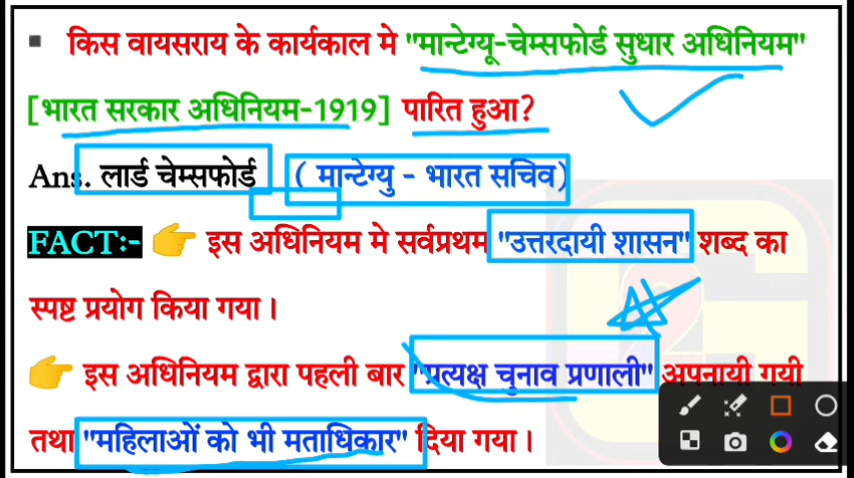 ▪ किस वायसराय के कार्यकाल मे "मान्टेग्यू-चेम्सफोर्ड सुधार अधिनियम"
[भारत सरकार अधिनियम-1919] पारित हुआ?
Ans. लार्ड चेम्सफोर्ड ( मान्टेग्यु - भारत सचिव)
FACT:- 👉 इस अधिनियम मे सर्वप्रथम "उत्तरदायी शासन" शब्द का
स्पष्ट प्रयोग किया गया ।
👉 इस अधिनियम द्वारा पहली बार "प्रत्यक्ष चुनाव प्रणाली" अपनायी गयी
तथा "महिलाओं को भी मताधिकार" दिया गया ।